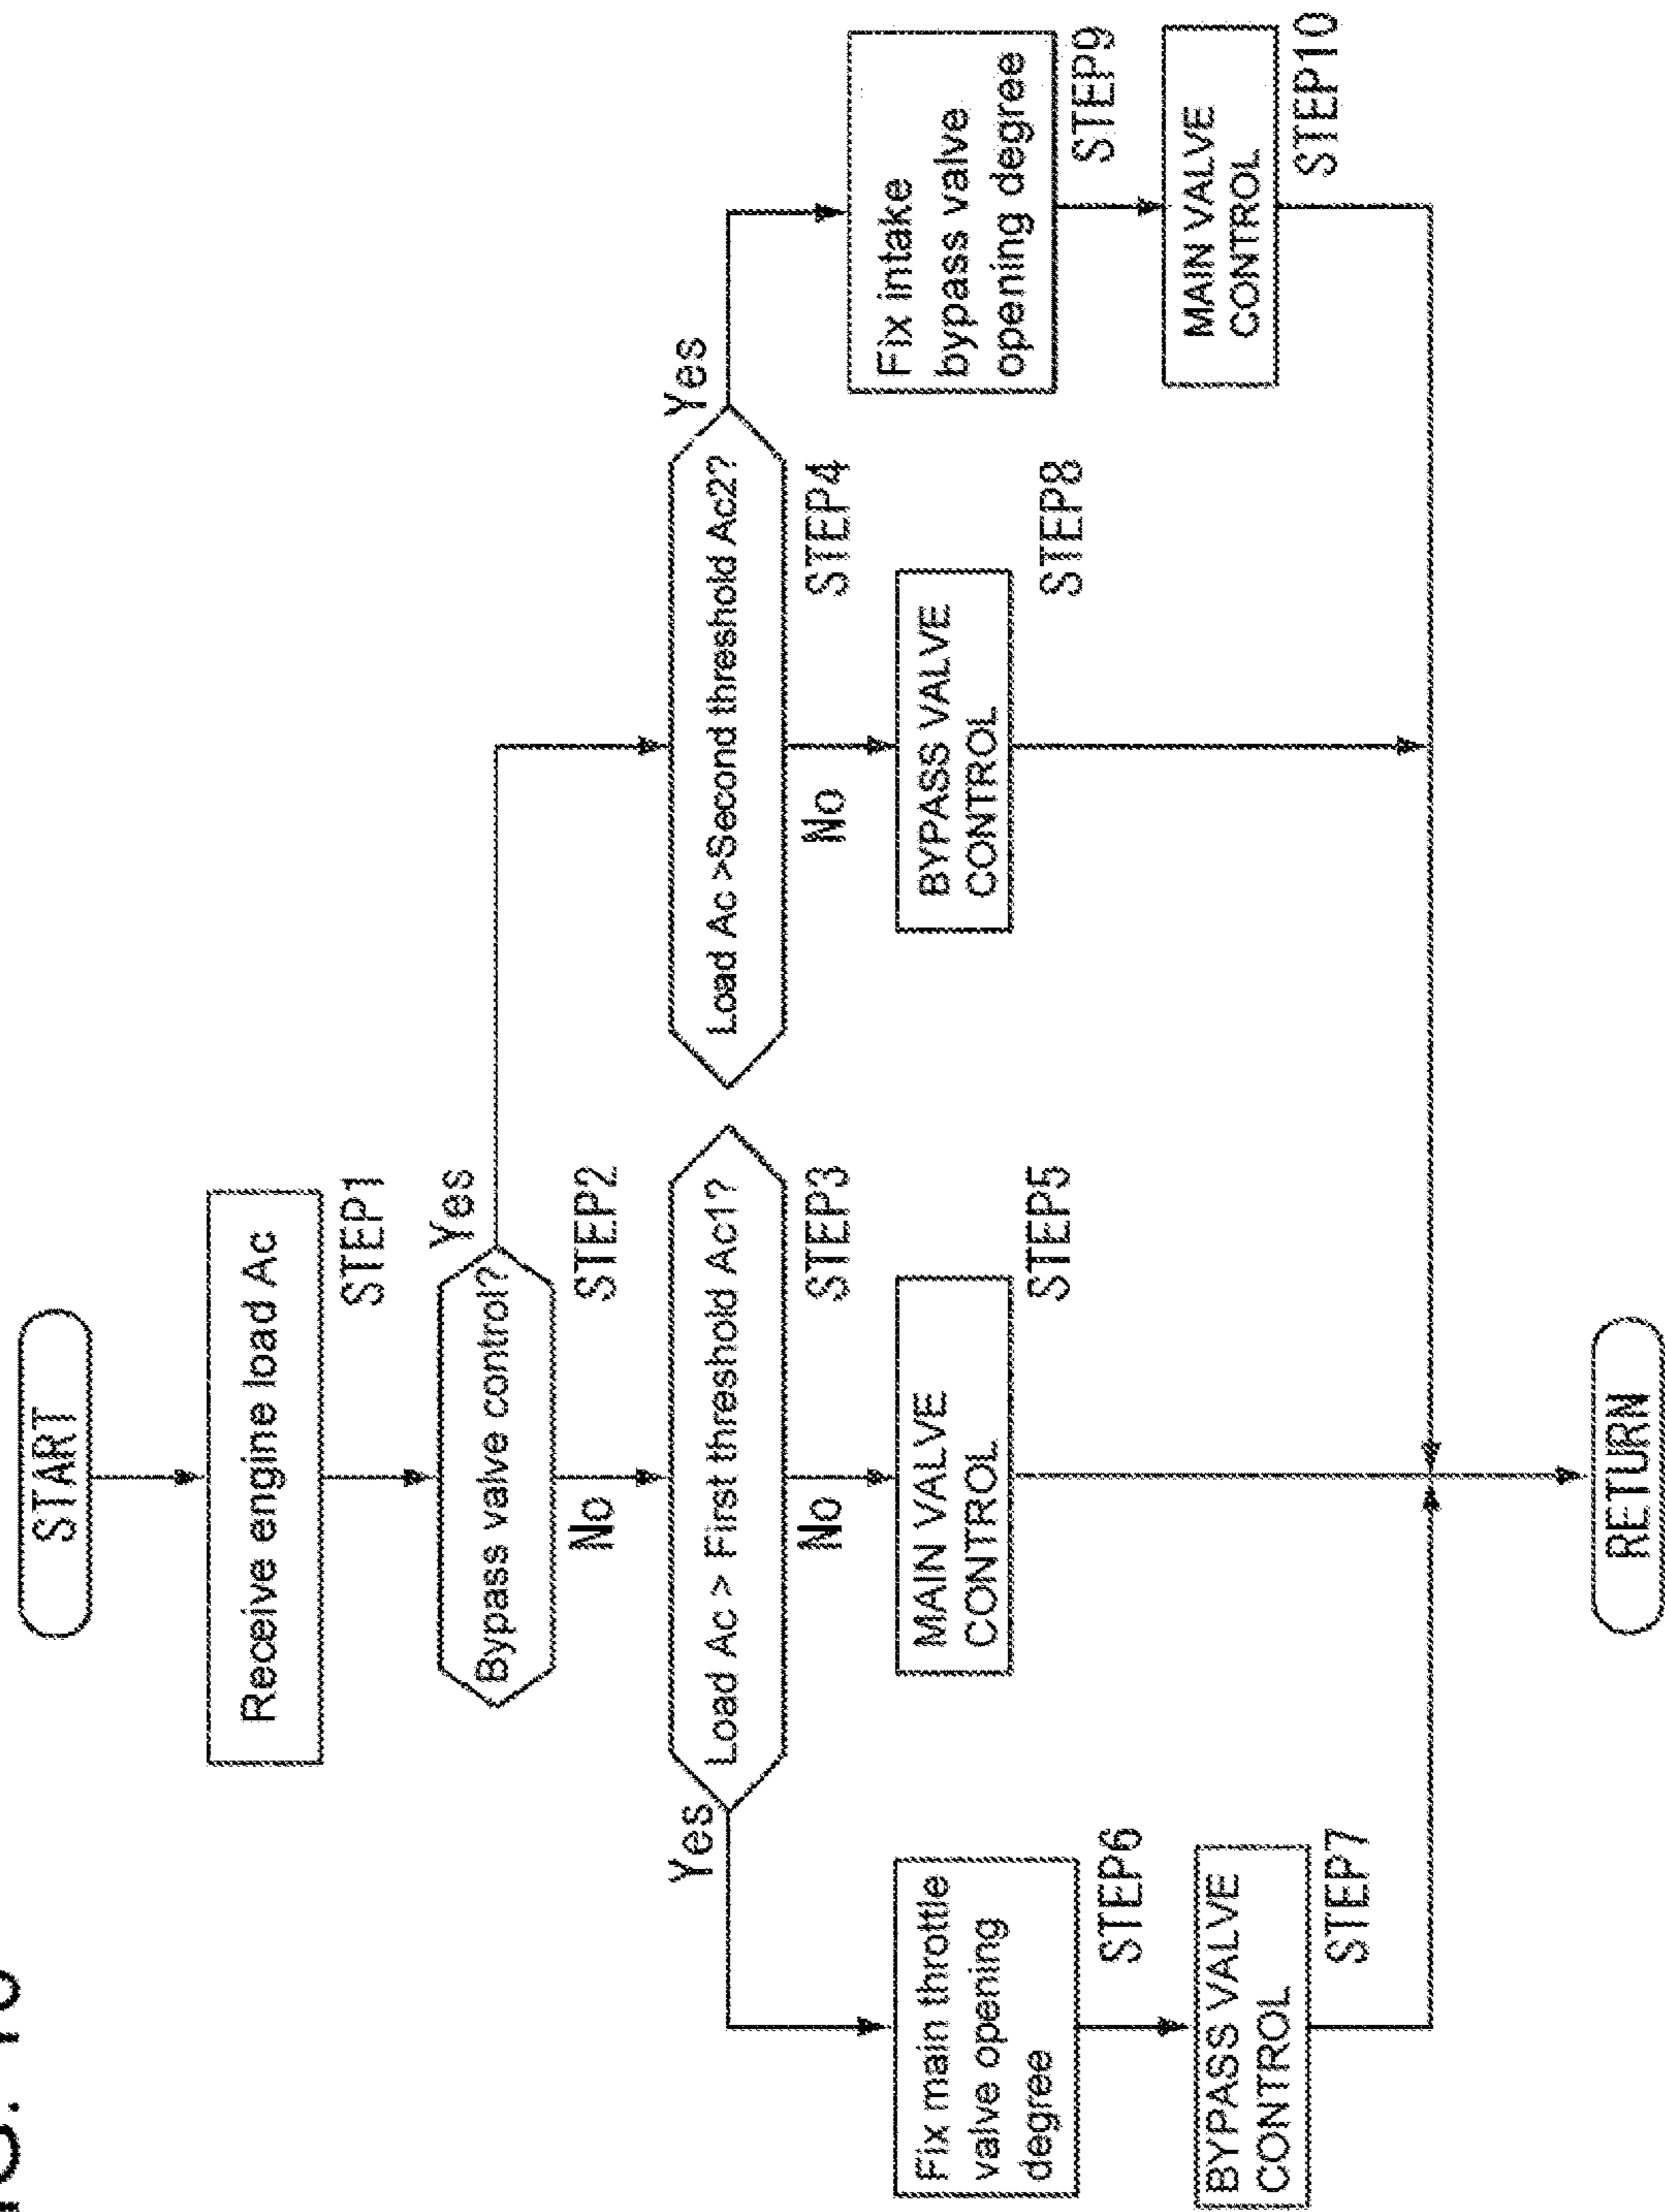 START
Receive engine load Ac
STEP1
Bypass valve control?
Yes
STEP2
No
Load Ac > First threshold Ac1?
Yes
STEP3
No
Load Ac >Second threshold Ac2?
Yes
STEP4
No
Fix main throttle
valve opening
degree
STEP6
MAIN VALVE
CONTROL
STEP5
BYPASS VALVE
CONTROL
STEP8
Fix intake
bypass valve
opening degree
STEP9
BYPASS VALVE
CONTROL
STEP7
MAIN VALVE
CONTROL
STEP10
RETURN